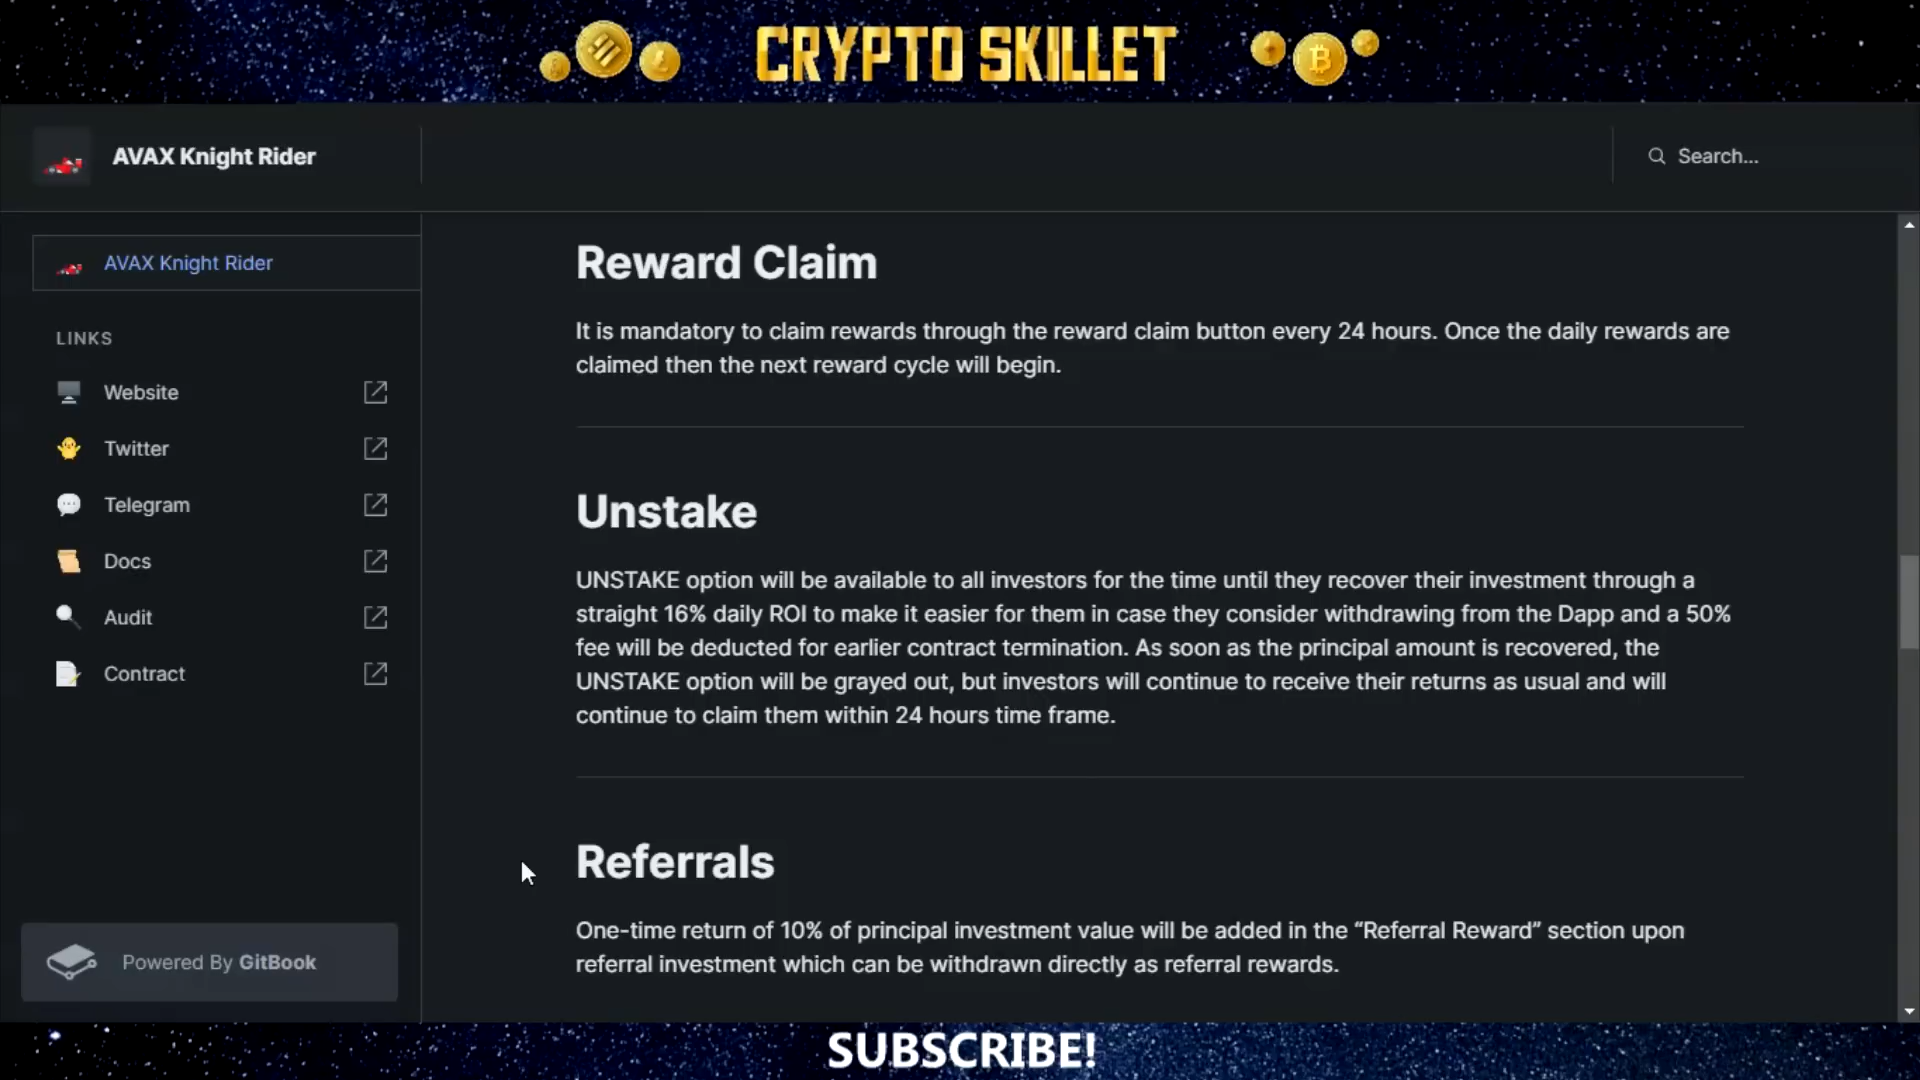 CRYPTO SKILLET
AVAX Knight Rider
Search...
AVAX Knight Rider
LINKS
Website
Twitter
Telegram
Docs
Audit
Contract
Powered By GitBook
Reward Claim
It is mandatory to claim rewards through the reward claim button every 24 hours. Once the daily rewards are
claimed then the next reward cycle will begin.
Unstake
UNSTAKE option will be available to all investors for the time until they recover their investment through a
straight 16% daily ROI to make it easier for them in case they consider withdrawing from the Dapp and a 50%
fee will be deducted for earlier contract termination. As soon as the principal amount is recovered, the
UNSTAKE option will be grayed out, but investors will continue to receive their returns as usual and will
continue to claim them within 24 hours time frame.
Referrals
One-time return of 10% of principal investment value will be added in the “Referral Reward” section upon
referral investment which can be withdrawn directly as referral rewards.
SUBSCRIBE!